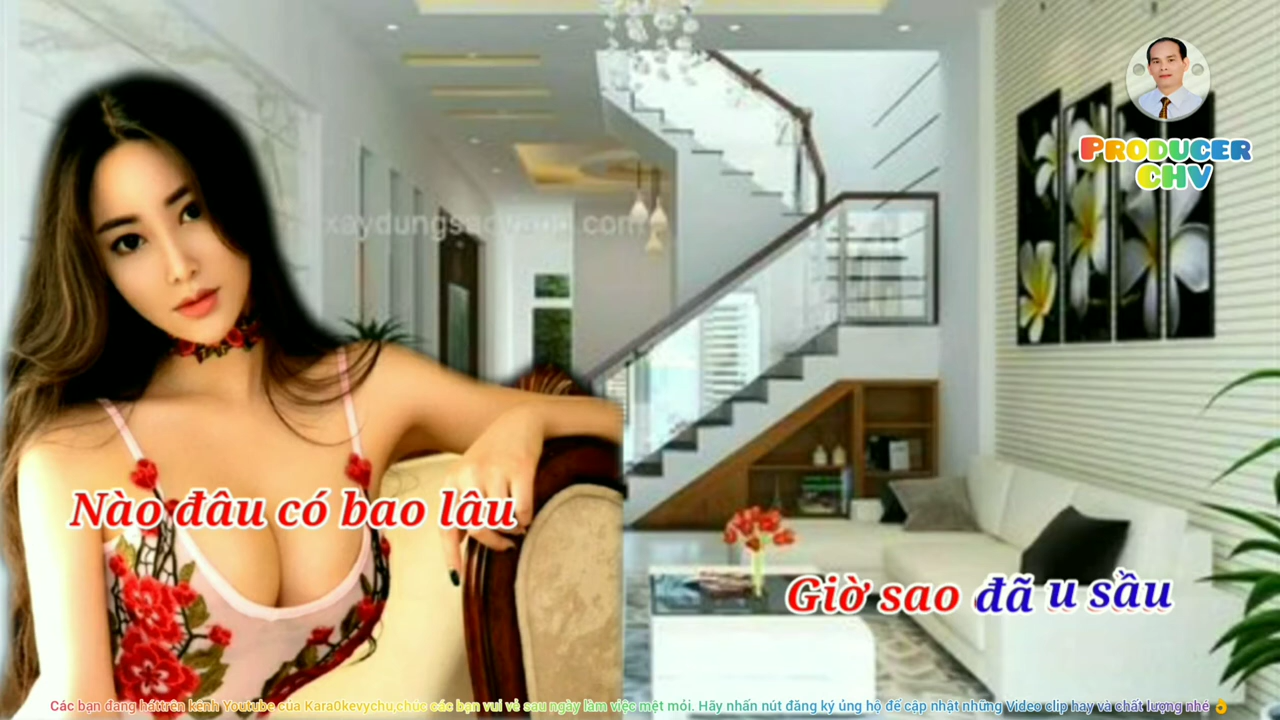 PRODUCER
CHV
Nào đâu có bao lâu
Giờ sao đã u sầu
Các bạn đang háttrên kênh Youtube của Kara0kevychu,chúc các bạn vui vẻ sau ngày làm việc mệt mỏi. Hãy nhấn nút đăng ký ủng hộ để cập nhật những Video clip hay và chất lượng nhé 👌